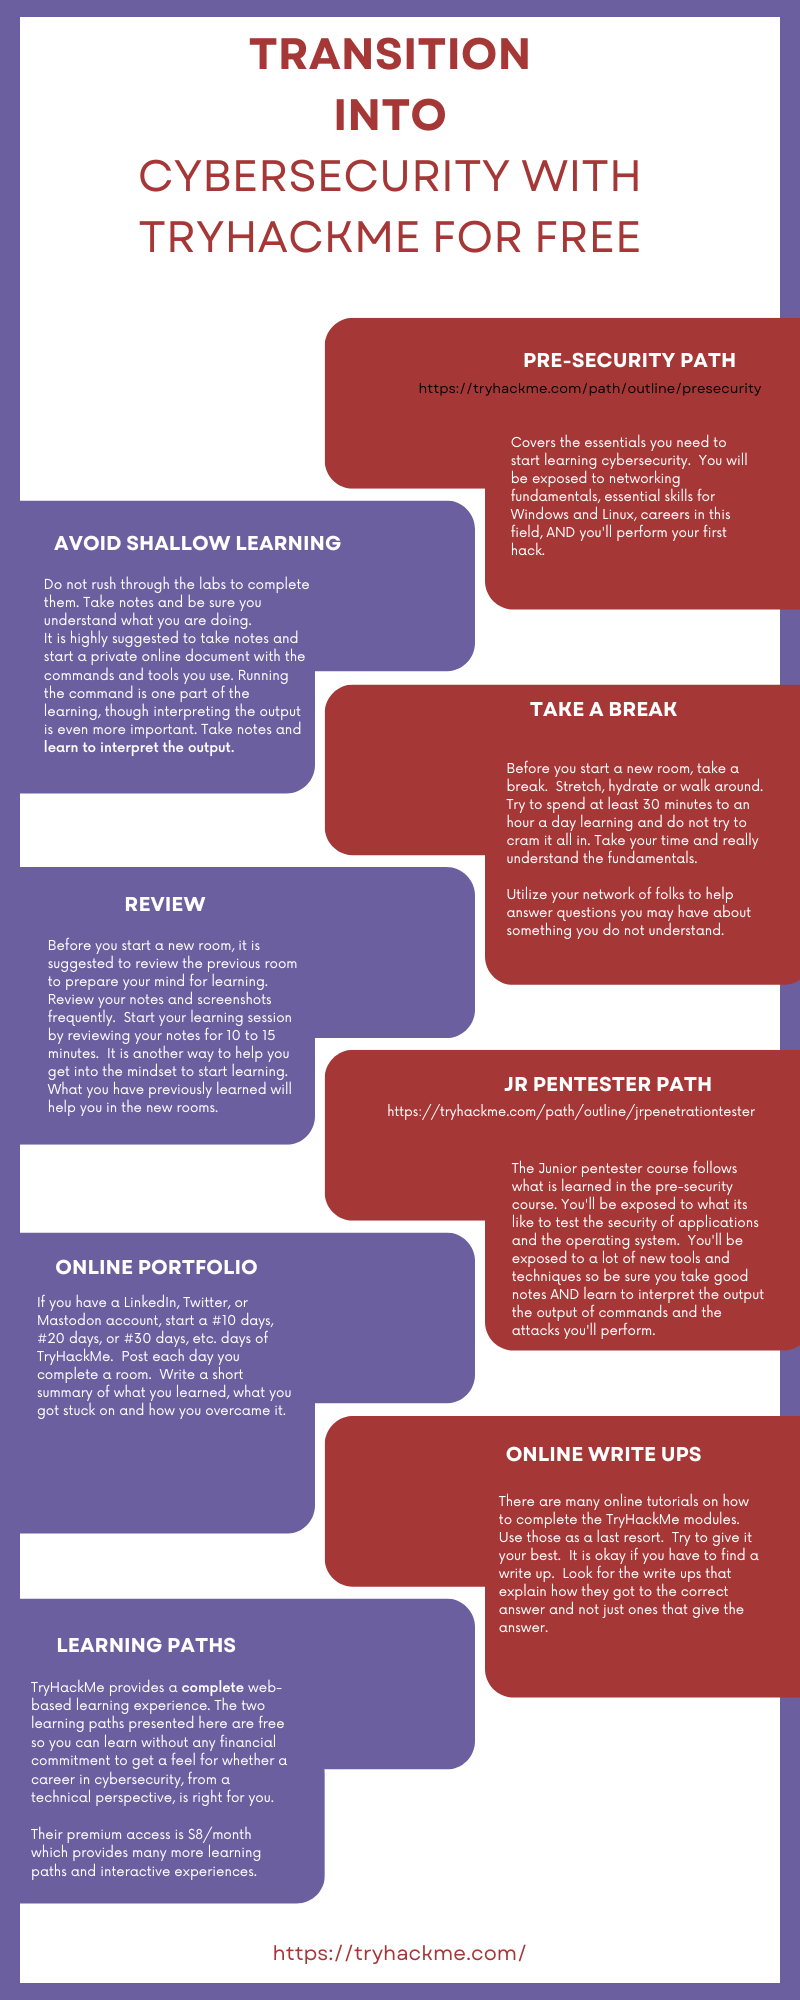 TRANSITION
INTO
CYBERSECURITY WITH
TRYHACKME FOR FREE
PRE-SECURITY PATH
https://tryhackme.com/path/outline/presecurity
Covers the essentials you need to
start learning cybersecurity.  You will
be exposed to networking
fundamentals, essential skills for
Windows and Linux, careers in this
field, AND you'll perform your first
hack.
AVOID SHALLOW LEARNING
Do not rush through the labs to complete
them. Take notes and be sure you
understand what you are doing.
It is highly suggested to take notes and
start a private online document with the
commands and tools you use. Running
the command is one part of the
learning, though interpreting the output
is even more important. Take notes and
learn to interpret the output.
TAKE A BREAK
Before you start a new room, take a
break.  Stretch, hydrate or walk around.
Try to spend at least 30 minutes to an
hour a day learning and do not try to
cram it all in. Take your time and really
understand the fundamentals.
Utilize your network of folks to help
answer questions you may have about
something you do not understand.
REVIEW
Before you start a new room, it is
suggested to review the previous room
to prepare your mind for learning.
Review your notes and screenshots
frequently.  Start your learning session
by reviewing your notes for 10 to 15
minutes.  It is another way to help you
get into the mindset to start learning.
What you have previously learned will
help you in the new rooms.
JR PENTESTER PATH
https://tryhackme.com/path/outline/jrpenetrationtester
The Junior pentester course follows
what is learned in the pre-security
course. You'll be exposed to what its
like to test the security of applications
and the operating system.  You'll be
exposed to a lot of new tools and
techniques so be sure you take good
notes AND learn to interpret the output
the output of commands and the
attacks you'll perform.
ONLINE PORTFOLIO
If you have a LinkedIn, Twitter, or
Mastodon account, start a #10 days,
#20 days, or #30 days, etc. days of
TryHackMe.  Post each day you
complete a room.  Write a short
summary of what you learned, what you
got stuck on and how you overcame it.
ONLINE WRITE UPS
There are many online tutorials on how
to complete the TryHackMe modules.
Use those as a last resort.  Try to give it
your best.  It is okay if you have to find a
write up.  Look for the write ups that
explain how they got to the correct
answer and not just ones that give the
answer.
LEARNING PATHS
TryHackMe provides a complete web-
based learning experience. The two
learning paths presented here are free
so you can learn without any financial
commitment to get a feel for whether a
career in cybersecurity, from a
technical perspective, is right for you.
Their premium access is $8/month
which provides many more learning
paths and interactive experiences.
https://tryhackme.com/